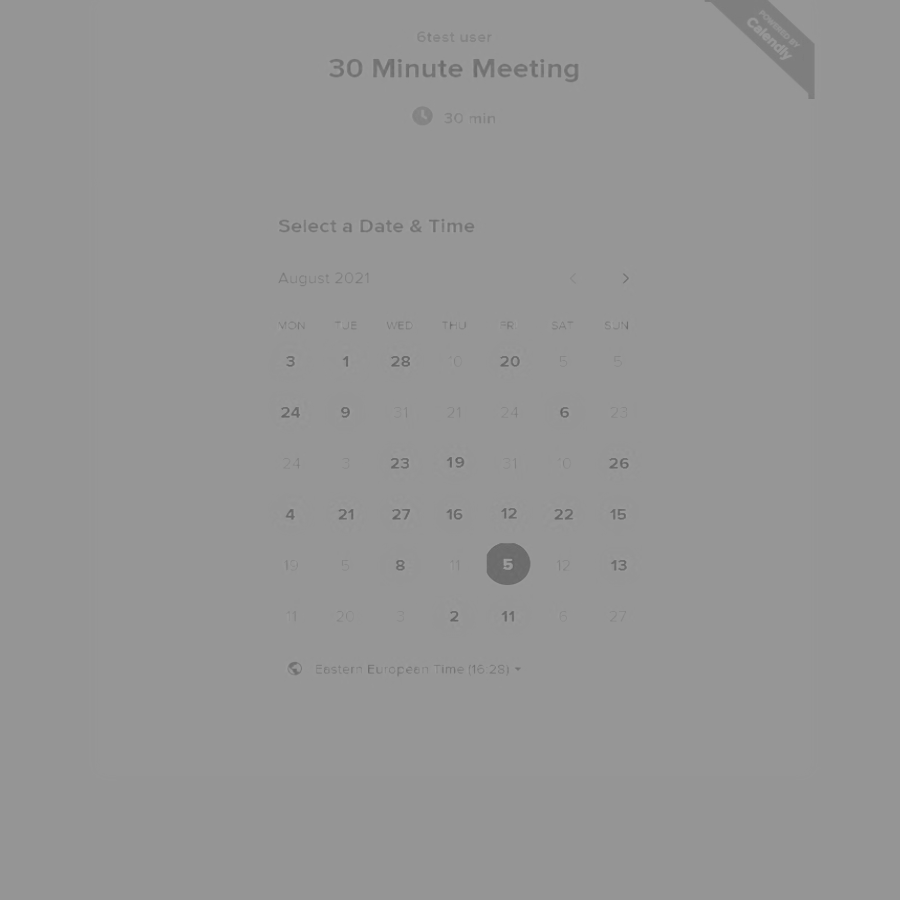 POWERED BY
Calendly
6test user
30 Minute Meeting
30 min
Select a Date & Time
August 2021
MON TUE WED THU FRI SAT SUN
3 1 28 10 20 5 5
24 9 31 21 24 6 23
24 3 23 19 31 10 26
4 21 27 16 12 22 15
19 5 8 11 5 12 13
11 20 3 2 11 6 27
Eastern European Time (16:28)